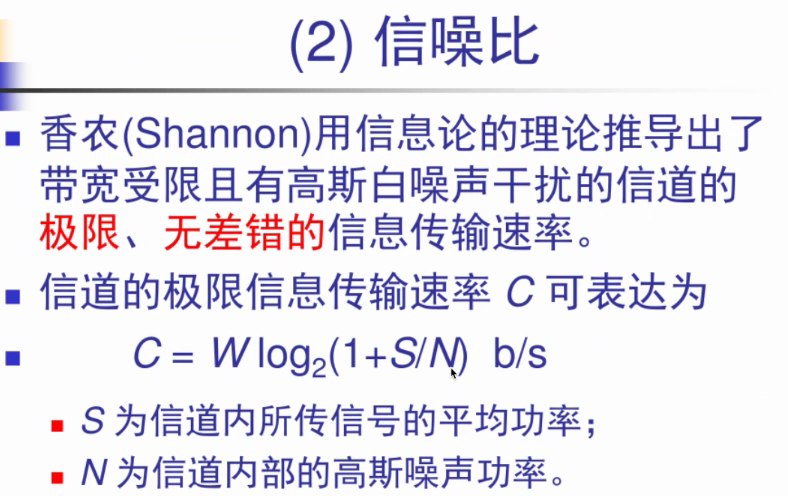 (2) 信噪比
香农(Shannon)用信息论的理论推导出了
带宽受限且有高斯白噪声干扰的信道的
极限、无差错的信息传输速率。
信道的极限信息传输速率 C 可表达为
C = W log₂(1+S/N) b/s
S 为信道内所传信号的平均功率；
N 为信道内部的高斯噪声功率。